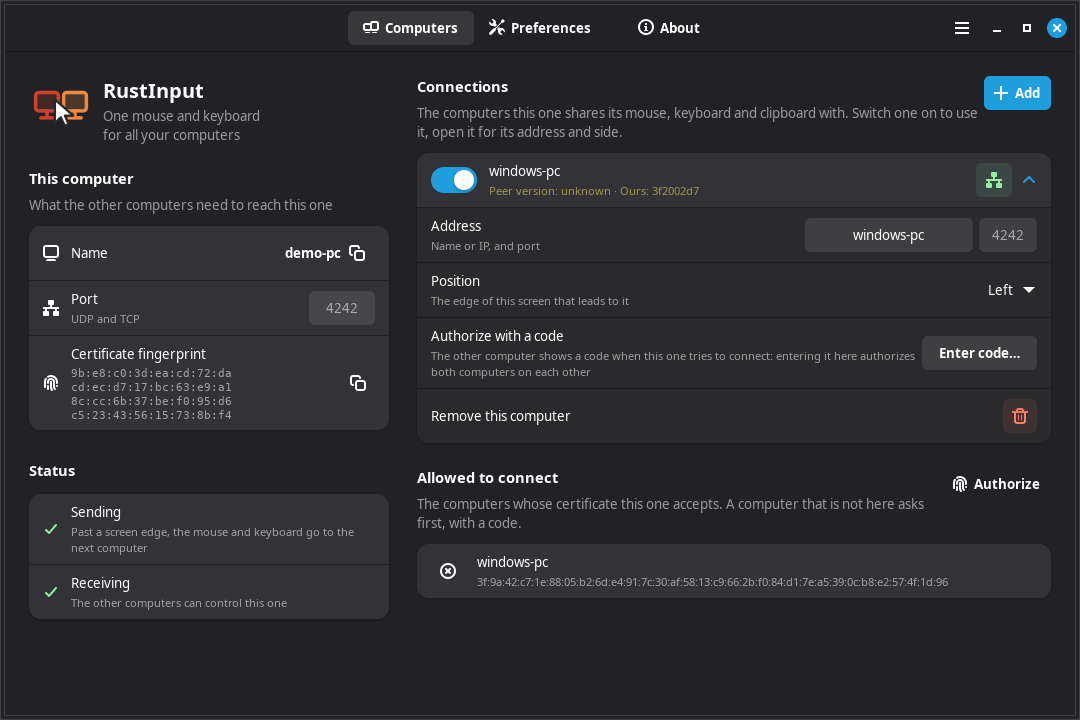 Computers
Preferences
About
RustInput
One mouse and keyboard
for all your computers
This computer
What the other computers need to reach this one
Name
demo-pc
Port
UDP and TCP
4242
Certificate fingerprint
9b:e8:c0:3d:ea:cd:72:da
cd:ec:d7:17:bc:63:e9:a1
8c:cc:6b:37:be:f0:95:d6
c5:23:43:56:15:73:8b:f4
Status
Sending
Past a screen edge, the mouse and keyboard go to the
next computer
Receiving
The other computers can control this one
Connections
Add
The computers this one shares its mouse, keyboard and clipboard with. Switch one on to use
it, open it for its address and side.
windows-pc
Peer version: unknown · Ours: 3f2002d7
Address
Name or IP, and port
windows-pc
4242
Position
The edge of this screen that leads to it
Left
Authorize with a code
The other computer shows a code when this one tries to connect: entering it here authorizes
both computers on each other
Enter code...
Remove this computer
Allowed to connect
Authorize
The computers whose certificate this one accepts. A computer that is not here asks
first, with a code.
windows-pc
3f:9a:42:c7:1e:88:05:b2:6d:e4:91:7c:30:af:58:13:c9:66:2b:f0:84:d1:7e:a5:39:0c:b8:e2:57:4f:1d:96